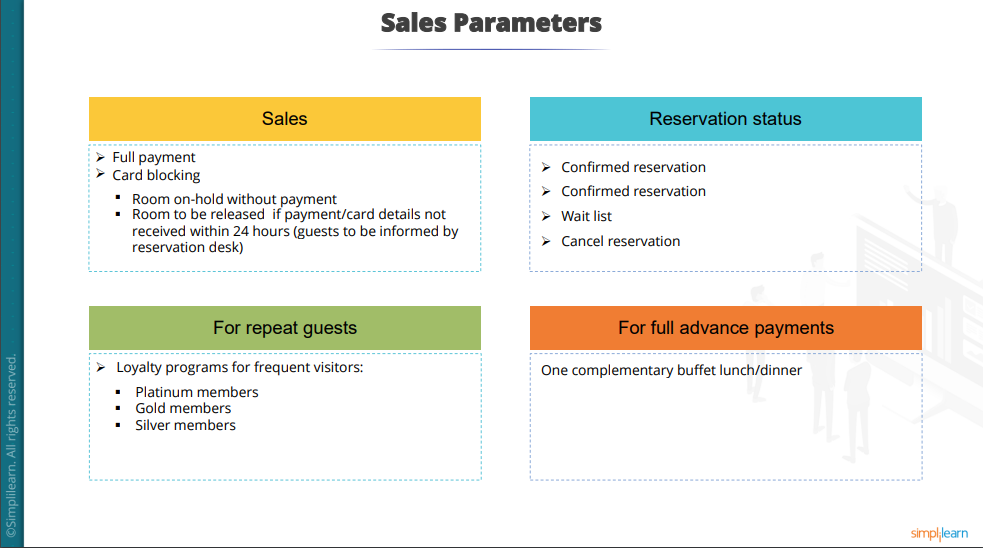 Sales Parameters
Sales
➢ Full payment
➢ Card blocking
▪ Room on-hold without payment
▪ Room to be released if payment/card details not
received within 24 hours (guests to be informed by
reservation desk)
Reservation status
➢ Confirmed reservation
➢ Confirmed reservation
➢ Wait list
➢ Cancel reservation
For repeat guests
➢ Loyalty programs for frequent visitors:
▪ Platinum members
▪ Gold members
▪ Silver members
For full advance payments
One complementary buffet lunch/dinner
©Simplilearn. All rights reserved.
simplilearn